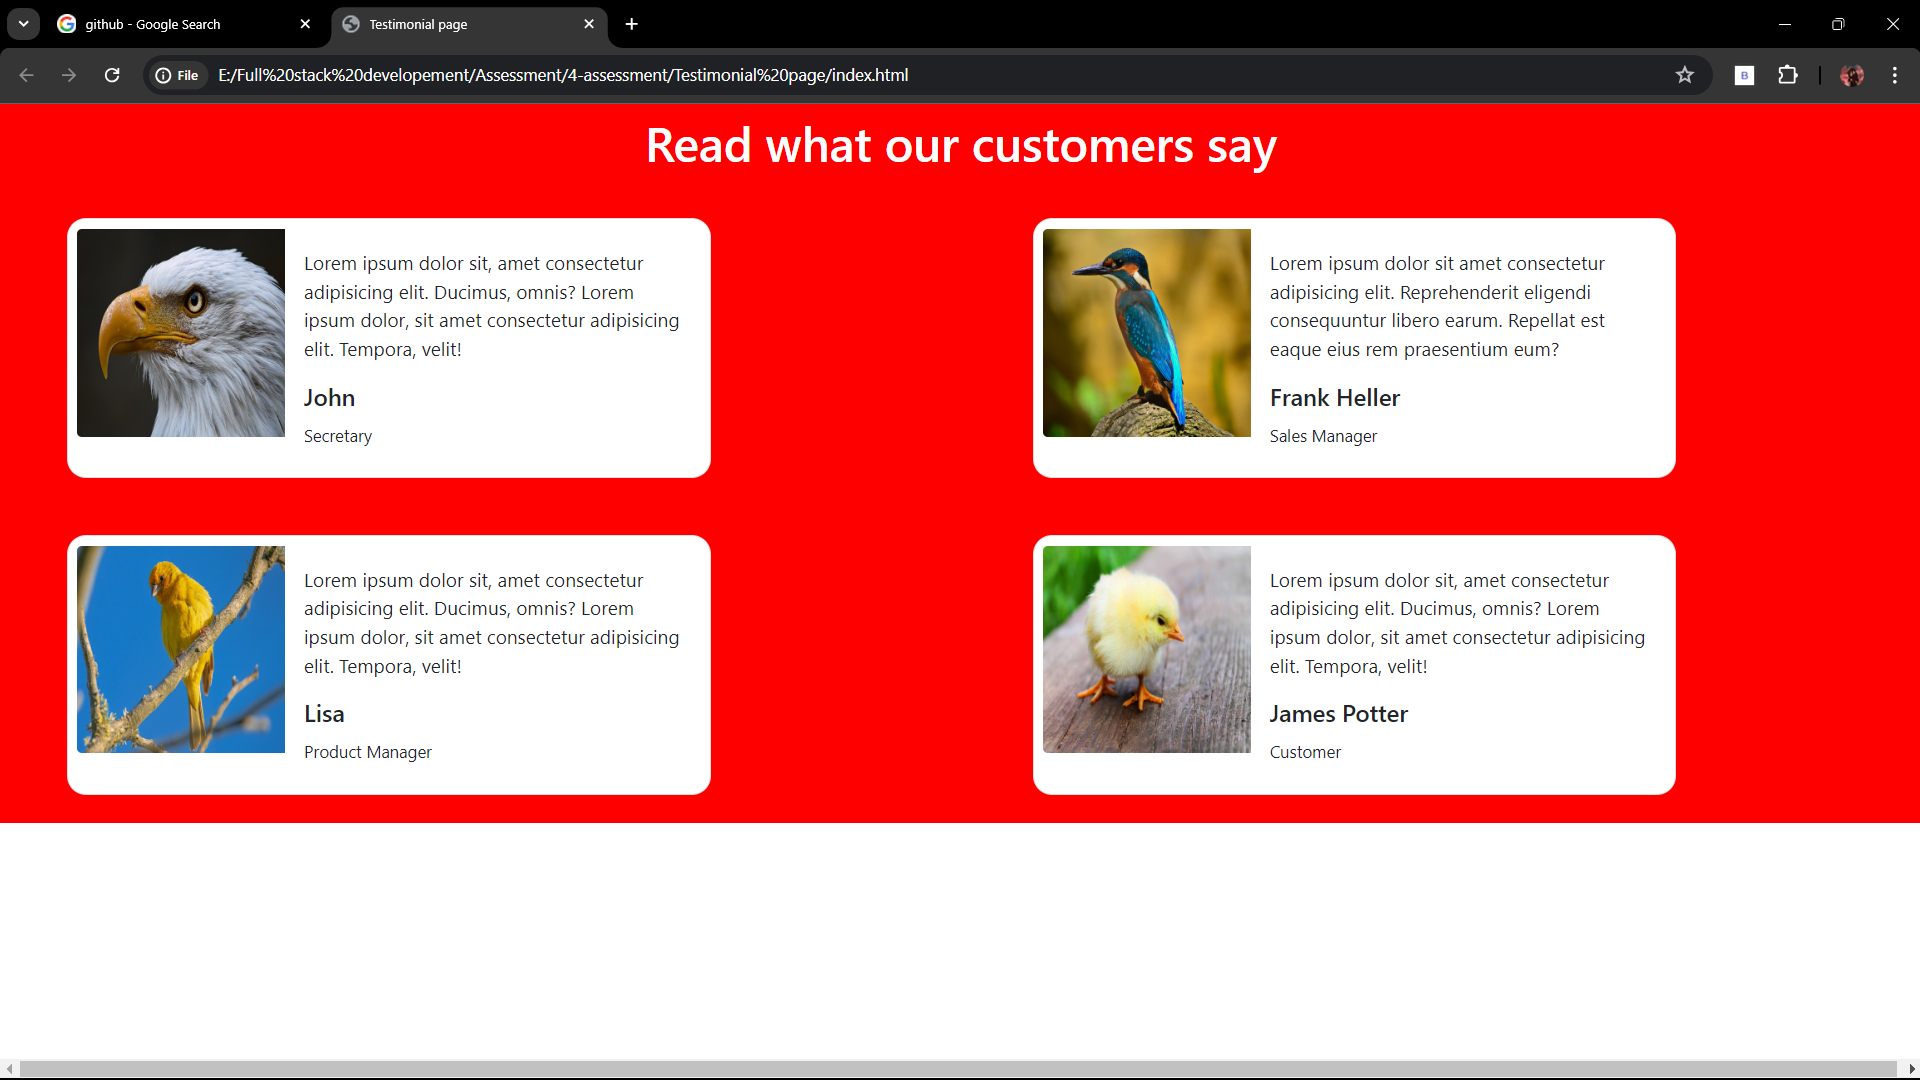 github - Google Search
Testimonial page
File
E:/Full%20stack%20developement/Assessment/4-assessment/Testimonial%20page/index.html
B
Read what our customers say
Lorem ipsum dolor sit, amet consectetur
adipisicing elit. Ducimus, omnis? Lorem
ipsum dolor, sit amet consectetur adipisicing
elit. Tempora, velit!
John
Secretary
Lorem ipsum dolor sit amet consectetur
adipisicing elit. Reprehenderit eligendi
consequuntur libero earum. Repellat est
eaque eius rem praesentium eum?
Frank Heller
Sales Manager
Lorem ipsum dolor sit, amet consectetur
adipisicing elit. Ducimus, omnis? Lorem
ipsum dolor, sit amet consectetur adipisicing
elit. Tempora, velit!
Lisa
Product Manager
Lorem ipsum dolor sit, amet consectetur
adipisicing elit. Ducimus, omnis? Lorem
ipsum dolor, sit amet consectetur adipisicing
elit. Tempora, velit!
James Potter
Customer